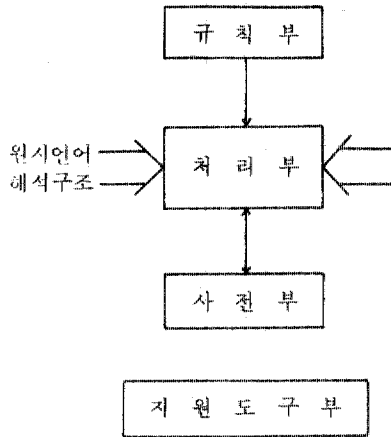 규 칙 부
원시언어
해석구조
처 리 부
사 전 부
지 원 도 구 부